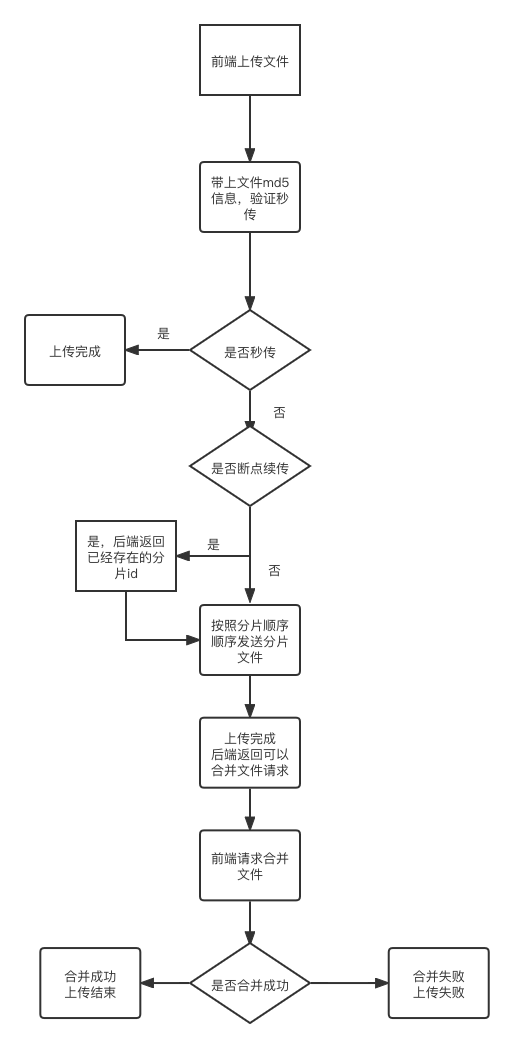 前端上传文件
带上文件md5
信息，验证秒
传
是
上传完成
是否秒传
否
是否断点续传
是，后端返回
已经存在的分
片id
是
否
按照分片顺序
顺序发送分片
文件
上传完成
后端返回可以
合并文件请求
前端请求合并
文件
合并成功
上传结束
是否合并成功
合并失败
上传失败